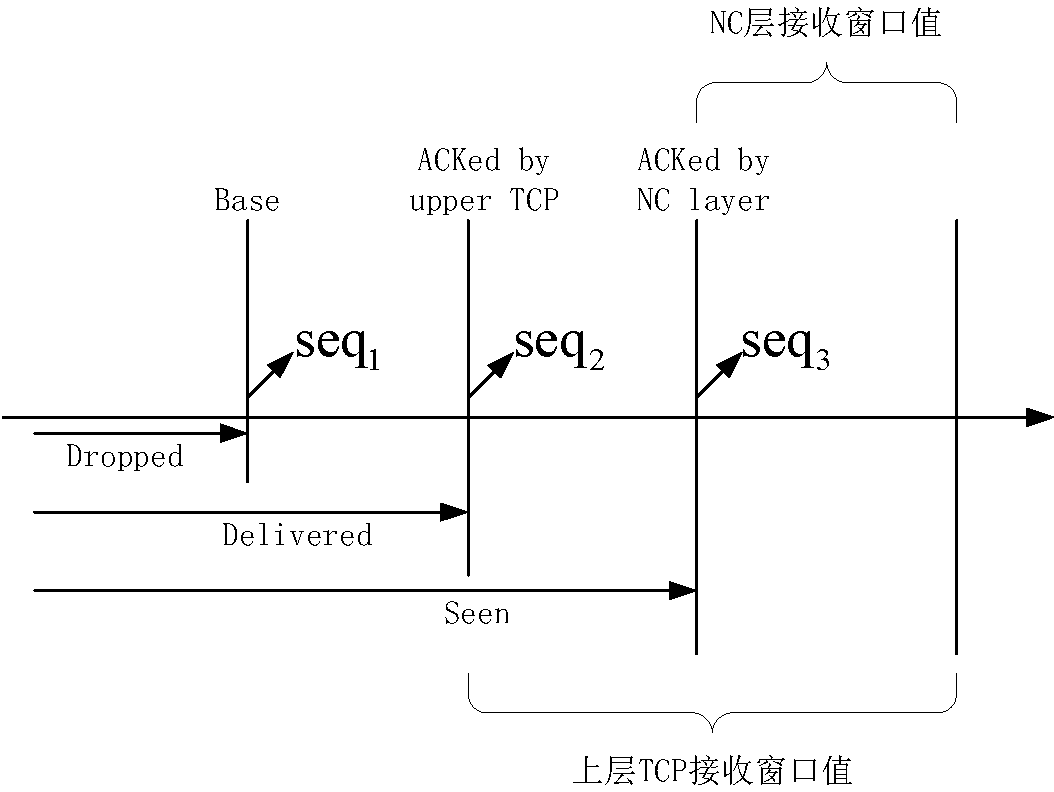 NC层接收窗口值
ACKed by
upper TCP
ACKed by
NC layer
Base
seq1
seq2
seq3
Dropped
Delivered
Seen
上层TCP接收窗口值